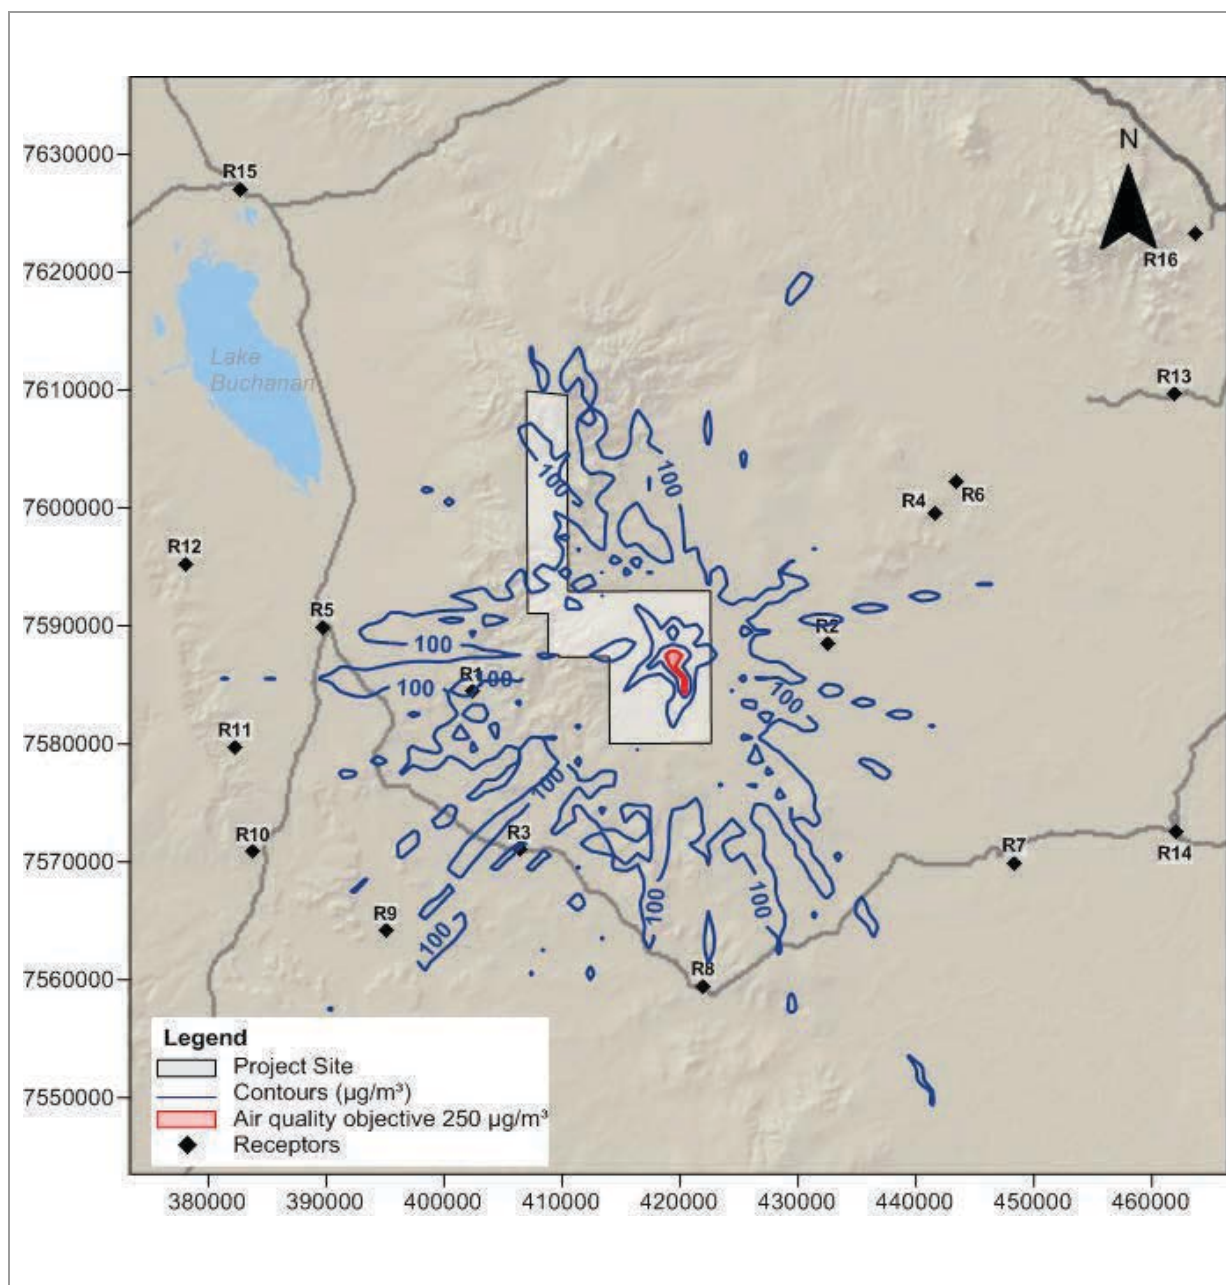 N
7630000
R15
R16
7620000
Lake
Buchanan
7610000
R13
100
100
R6
R4
7600000
R12
R5
R2
7590000
100
R1
100
100
100
R11
7580000
100
R3
R10
R7
R14
7570000
100
100
R9
100
R8
7560000
Legend
Project Site
Contours (µg/m³)
7550000
Air quality objective 250 µg/m³
Receptors
380000 390000 400000 410000 420000 430000 440000 450000 460000